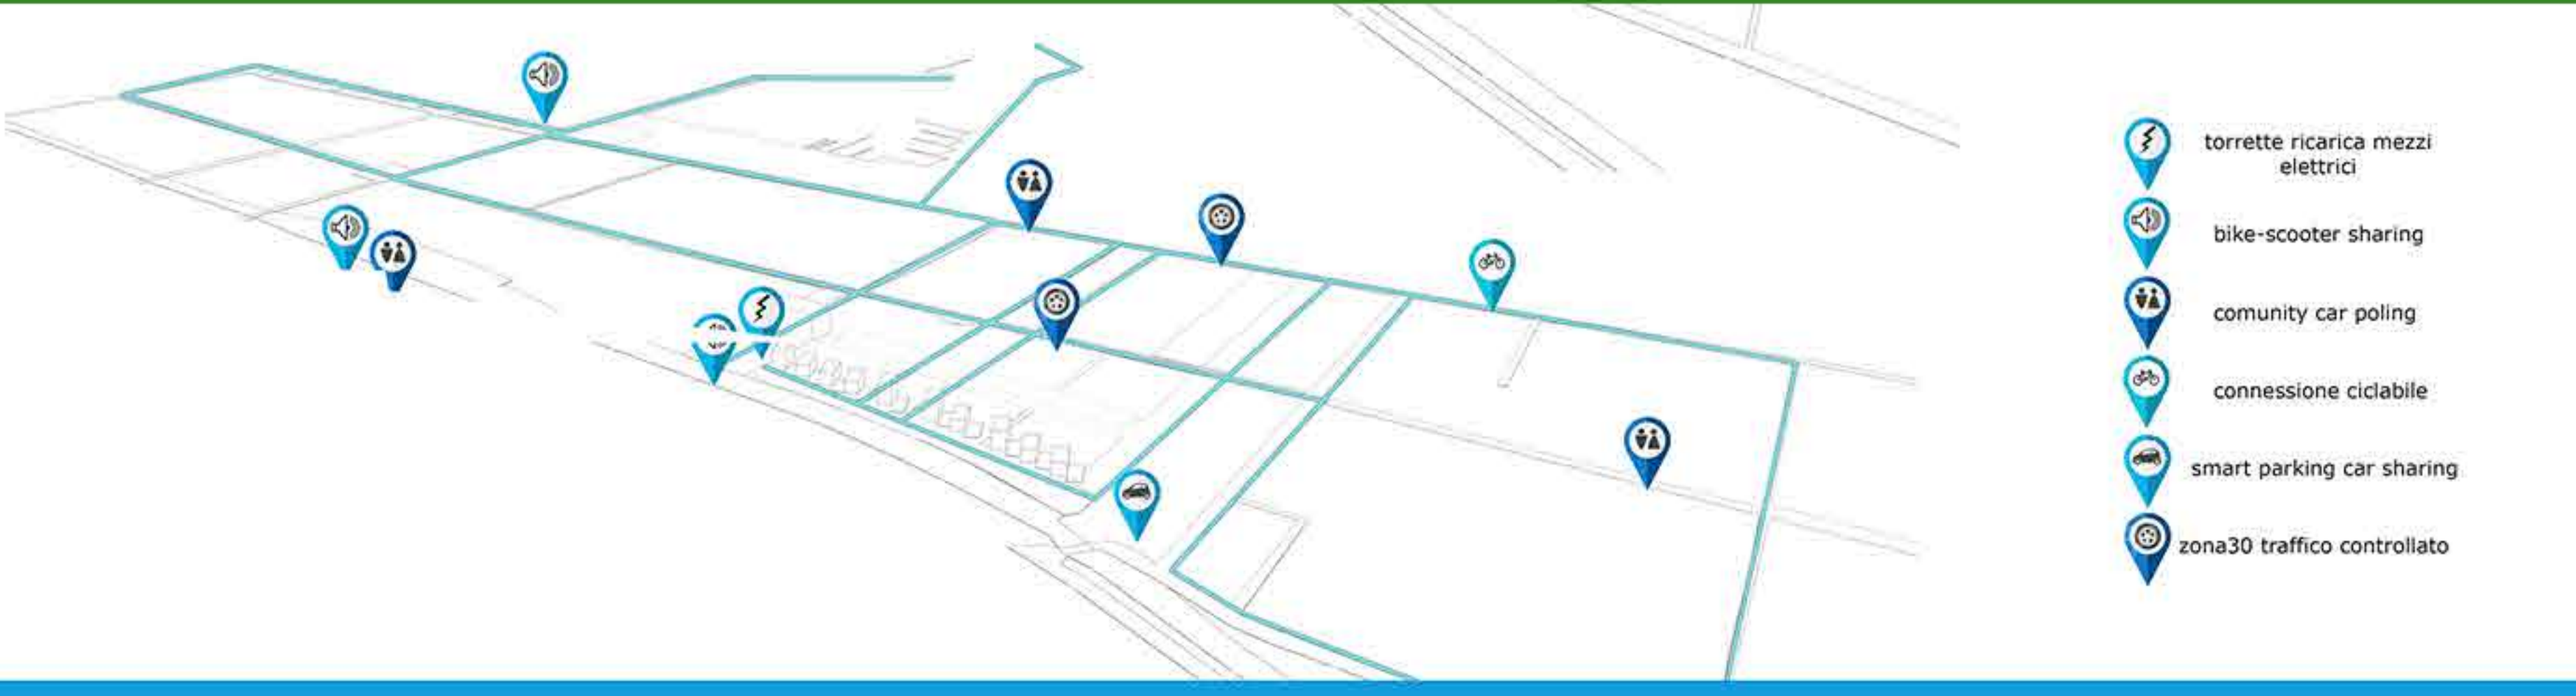 torrette ricarica mezzi
elettrici
bike-scooter sharing
comunity car poling
connessione ciclabile
smart parking car sharing
zona30 traffico controllato